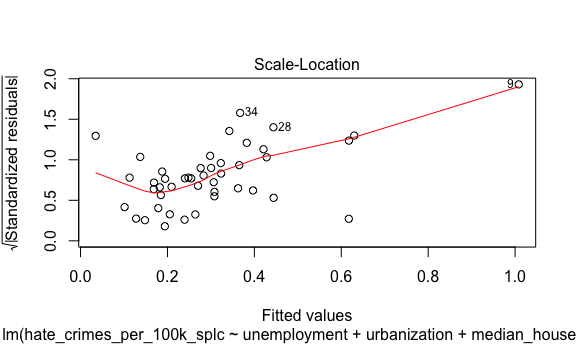 Scale-Location
√|Standardized residuals|
2.0
1.5
1.0
0.5
0.0
9
34
28
0.0 0.2 0.4 0.6 0.8 1.0
Fitted values
lm(hate_crimes_per_100k_splc ~ unemployment + urbanization + median_house